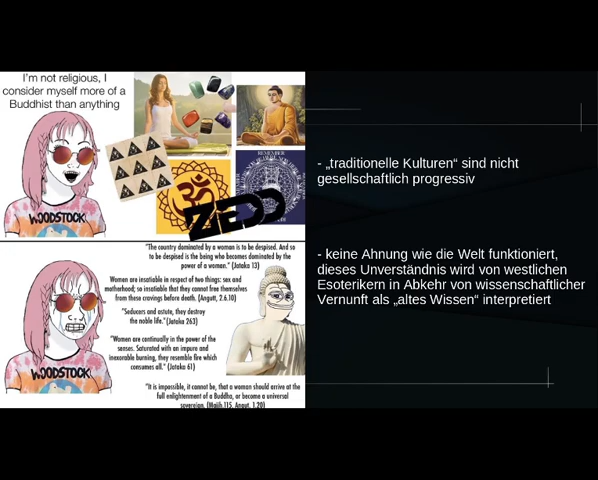 I'm not religious, I
consider myself more of a
Buddhist than anything
REMEMBER
BE HERE NOW
WOODSTOCK
ZEDD
"The country dominated by a woman is to be despised. And so
to be despised is the being who becomes dominated by the
power of a woman." (Jataka 13)
Women are insatiable in respect of two things: sex and
motherhood; so insatiable that they cannot free themselves
from these cravings before death. (Angutt, 2.6.10)
"Seducers and astute, they destroy
the noble life." (Jataka 263)
"Women are continually in the power of the
senses. Saturated with an impure and
inexorable burning, they resemble fire which
consumes all." (Jataka 61)
WOODSTOCK
"It is impossible, it cannot be, that a woman should arrive at the
full enlightenment of a Buddha, or become a universal
sovereign. (Majjh.115, Angut. 1.20)
- „traditionelle Kulturen“ sind nicht
gesellschaftlich progressiv
- keine Ahnung wie die Welt funktioniert,
dieses Unverständnis wird von westlichen
Esoterikern in Abkehr von wissenschaftlicher
Vernunft als „altes Wissen“ interpretiert